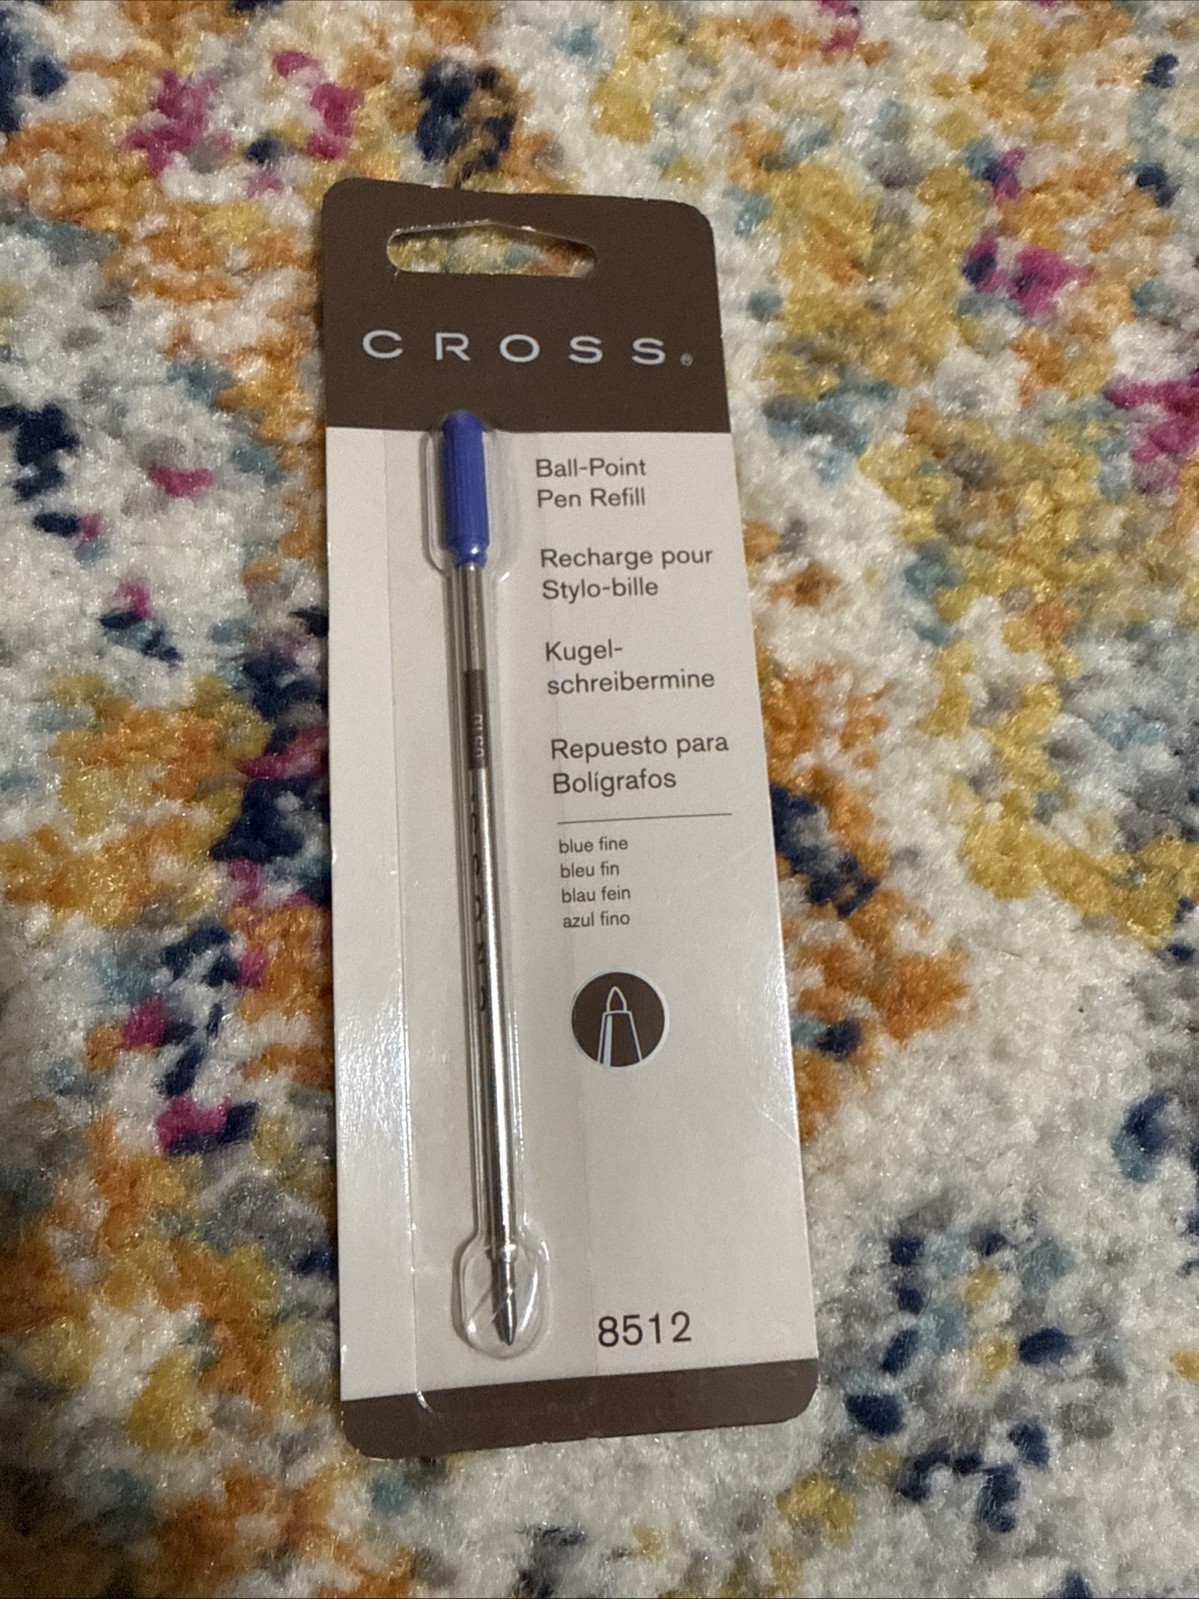 CROSS®
Ball-Point
Pen Refill
Recharge pour
Stylo-bille
Kugel-
schreibermine
Repuesto para
Bolígrafos
blue fine
bleu fin
blau fein
azul fino
8512
8512